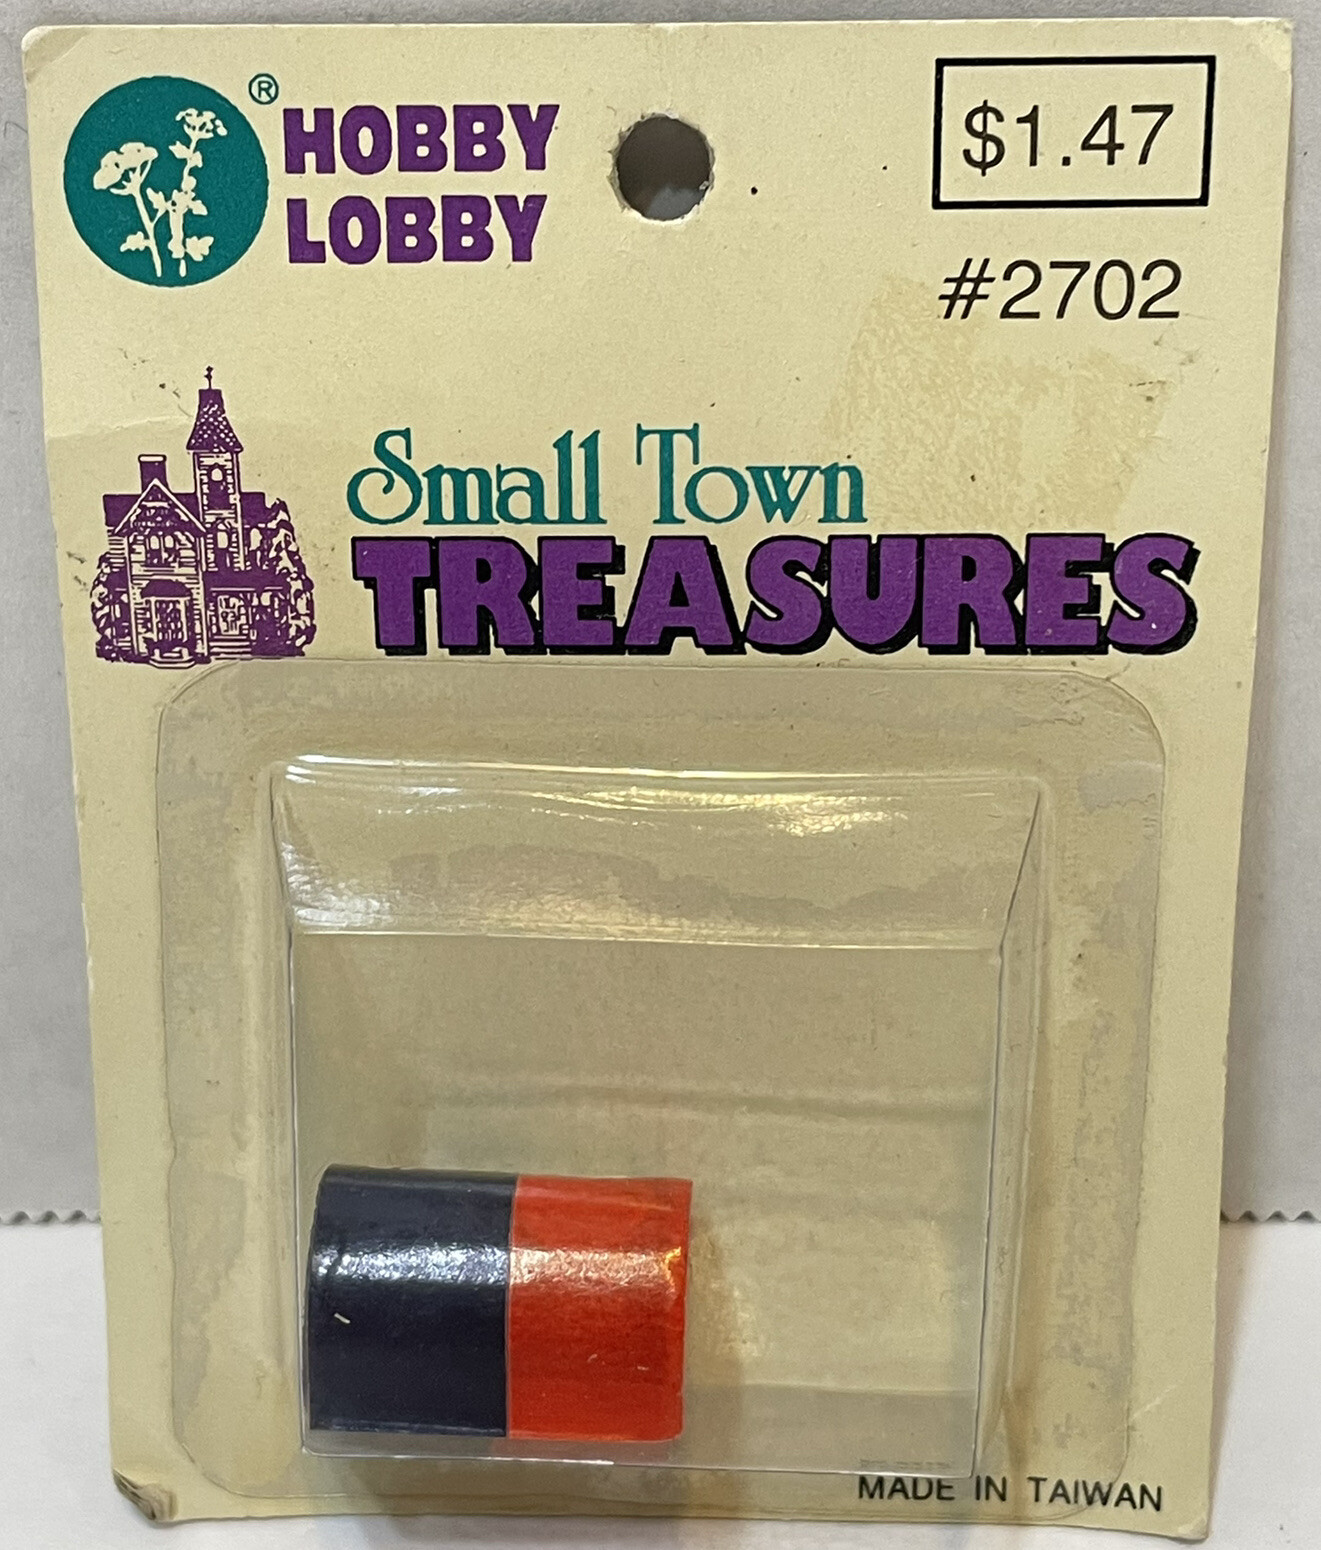 ®
HOBBY
LOBBY
$1.47
#2702
Small Town
TREASURES
MADE IN TAIWAN